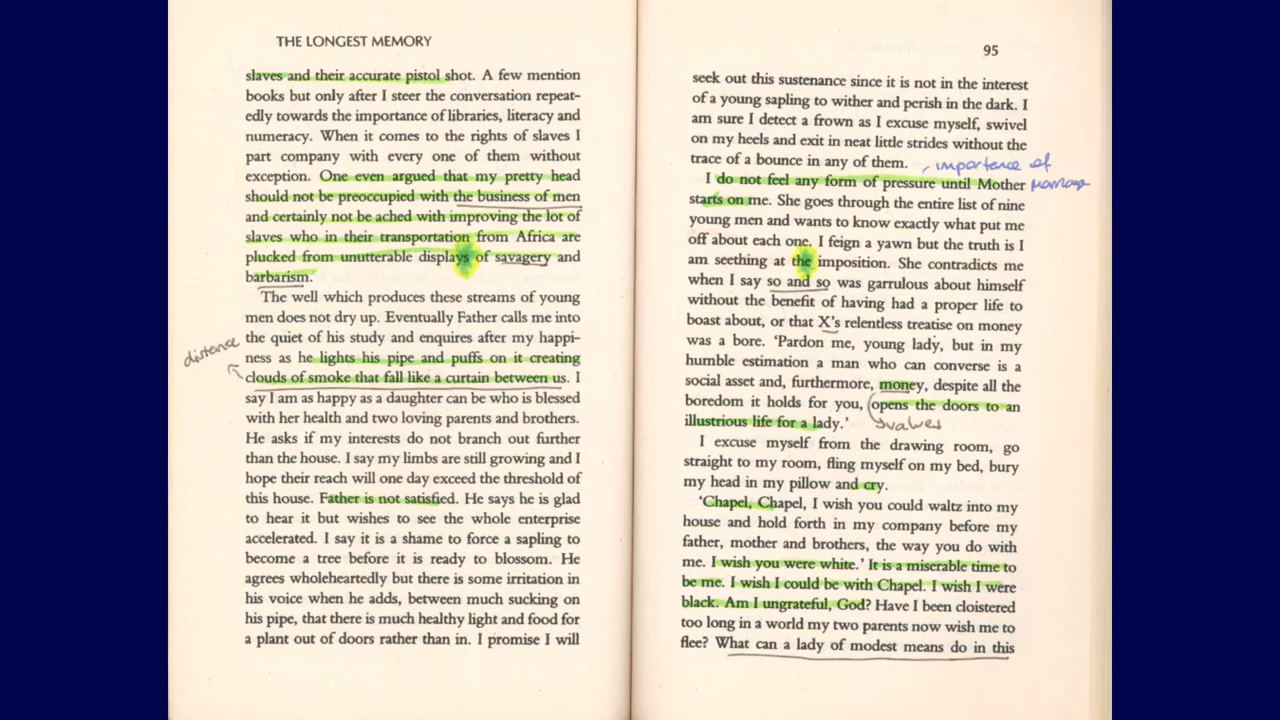 THE LONGEST MEMORY
slaves and their accurate pistol shot. A few mention
books but only after I steer the conversation repeat-
edly towards the importance of libraries, literacy and
numeracy. When it comes to the rights of slaves I
part company with every one of them without
exception. One even argued that my pretty head
should not be preoccupied with the business of men
and certainly not be ached with improving the lot of
slaves who in their transportation from Africa are
plucked from unutterable displays of savagery and
barbarism.
The well which produces these streams of young
men does not dry up. Eventually Father calls me into
the quiet of his study and enquires after my happi-
distance
ness as he lights his pipe and puffs on it creating
clouds of smoke that fall like a curtain between us. I
say I am as happy as a daughter can be who is blessed
with her health and two loving parents and brothers.
He asks if my interests do not branch out further
than the house. I say my limbs are still growing and I
hope their reach will one day exceed the threshold of
this house. Father is not satisfied. He says he is glad
to hear it but wishes to see the whole enterprise
accelerated. I say it is a shame to force a sapling to
become a tree before it is ready to blossom. He
agrees wholeheartedly but there is some irritation in
his voice when he adds, between much sucking on
his pipe, that there is much healthy light and food for
a plant out of doors rather than in. I promise I will
95
seek out this sustenance since it is not in the interest
of a young sapling to wither and perish in the dark. I
am sure I detect a frown as I excuse myself, swivel
on my heels and exit in neat little strides without the
trace of a bounce in any of them.
importance of
marriage
I do not feel any form of pressure until Mother
starts on me. She goes through the entire list of nine
young men and wants to know exactly what put me
off about each one. I feign a yawn but the truth is I
am seething at the imposition. She contradicts me
when I say so and so was garrulous about himself
without the benefit of having had a proper life to
boast about, or that X's relentless treatise on money
was a bore. 'Pardon me, young lady, but in my
humble estimation a man who can converse is a
social asset and, furthermore, money, despite all the
boredom it holds for you, opens the doors to an
illustrious life for a lady.'
values
I excuse myself from the drawing room, go
straight to my room, fling myself on my bed, bury
my head in my pillow and cry.
'Chapel, Chapel, I wish you could waltz into my
house and hold forth in my company before my
father, mother and brothers, the way you do with
me. I wish you were white.' It is a miserable time to
be me. I wish I could be with Chapel. I wish I were
black. Am I ungrateful, God? Have I been cloistered
too long in a world my two parents now wish me to
flee? What can a lady of modest means do in this